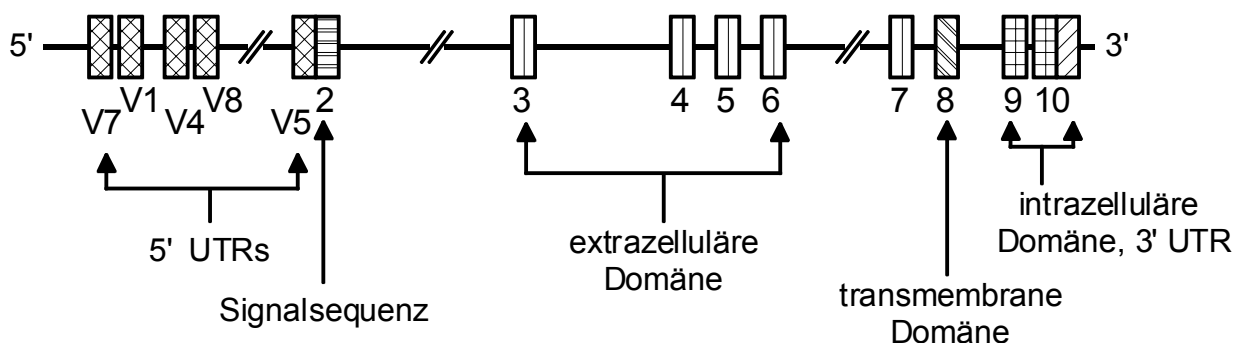 5' 3'
V7 V1 V4 V8 V5 2 3 4 5 6 7 8 9 10
5' UTRs
Signalsequenz
extrazelluläre
Domäne
transmembrane
Domäne
intrazelluläre
Domäne, 3' UTR